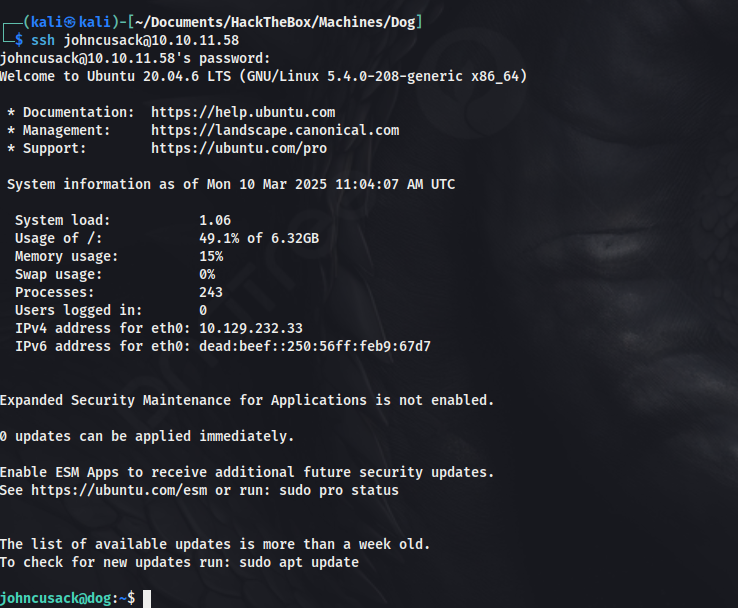 ┌──(kali㉿kali)-[~/Documents/HackTheBox/Machines/Dog]
└─$ ssh johncusack@10.10.11.58
johncusack@10.10.11.58's password:
Welcome to Ubuntu 20.04.6 LTS (GNU/Linux 5.4.0-208-generic x86_64)
* Documentation: https://help.ubuntu.com
* Management: https://landscape.canonical.com
* Support: https://ubuntu.com/pro
System information as of Mon 10 Mar 2025 11:04:07 AM UTC
System load: 1.06
Usage of /: 49.1% of 6.32GB
Memory usage: 15%
Swap usage: 0%
Processes: 243
Users logged in: 0
IPv4 address for eth0: 10.129.232.33
IPv6 address for eth0: dead:beef::250:56ff:feb9:67d7
Expanded Security Maintenance for Applications is not enabled.
0 updates can be applied immediately.
Enable ESM Apps to receive additional future security updates.
See https://ubuntu.com/esm or run: sudo pro status
The list of available updates is more than a week old.
To check for new updates run: sudo apt update
johncusack@dog:~$